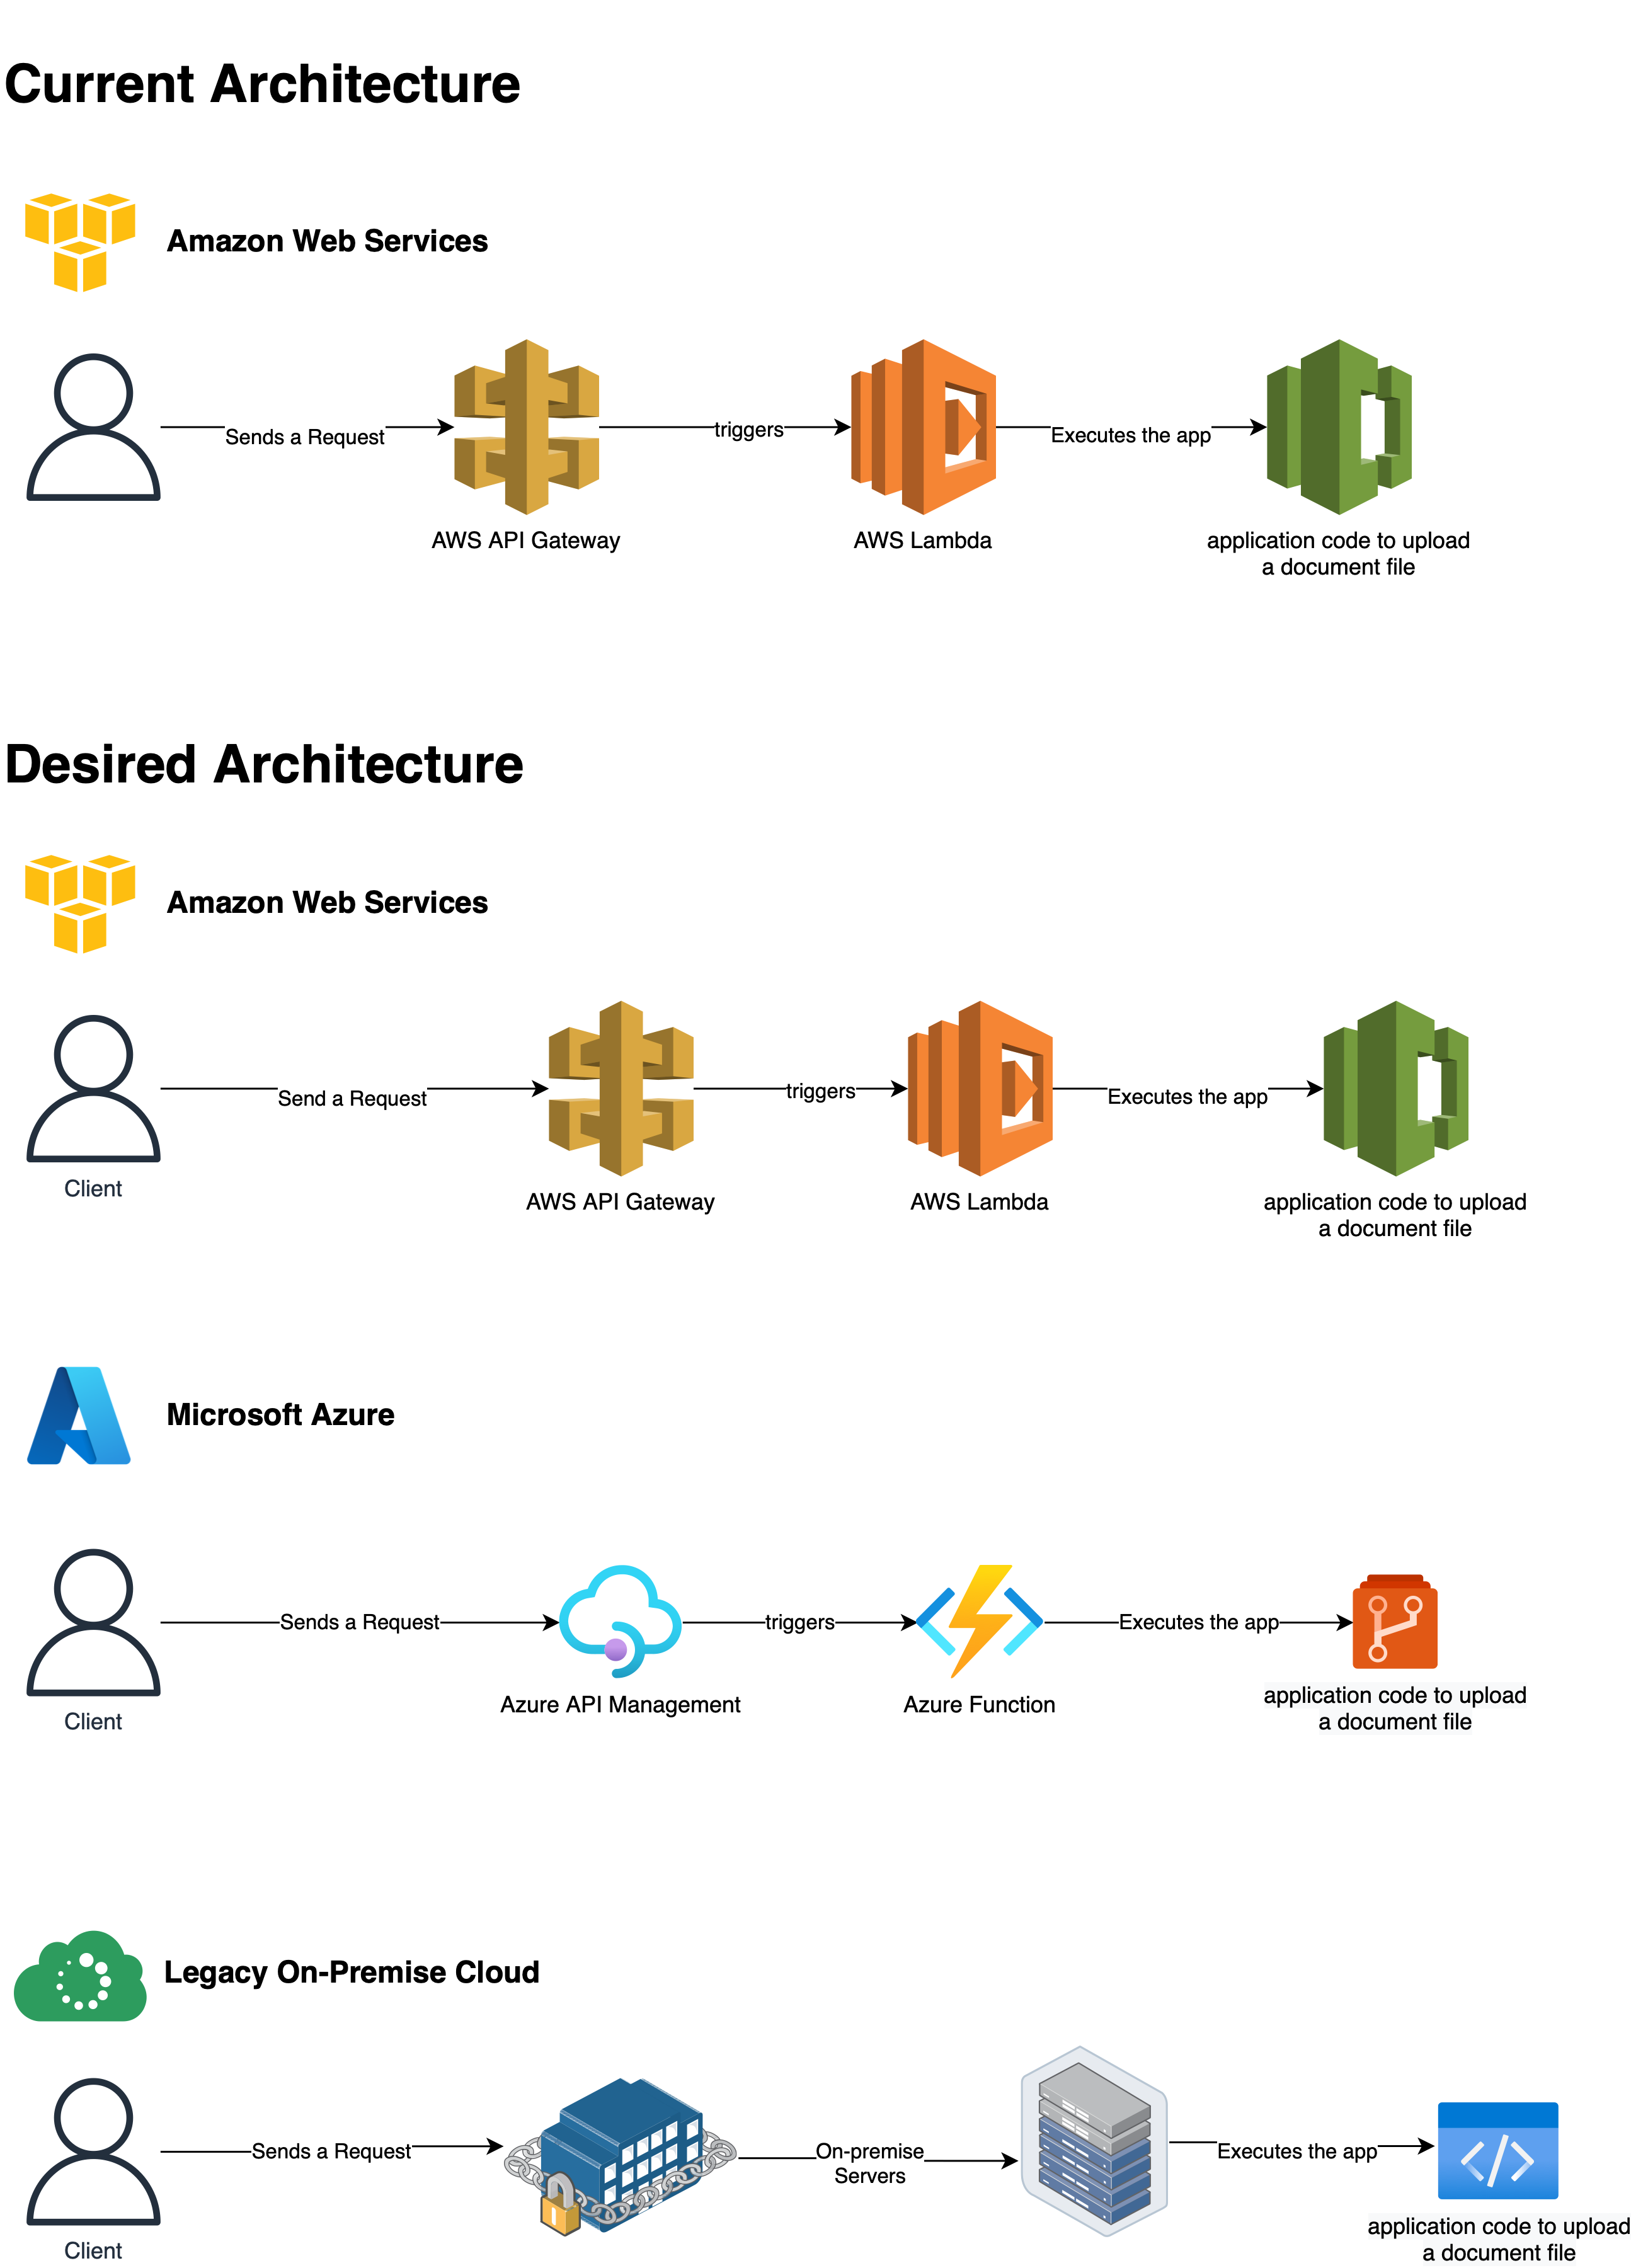 Current Architecture
Amazon Web Services
Sends a Request
triggers
Executes the app
AWS API Gateway
AWS Lambda
application code to upload
a document file
Desired Architecture
Amazon Web Services
Send a Request
triggers
Executes the app
Client
AWS API Gateway
AWS Lambda
application code to upload
a document file
Microsoft Azure
Sends a Request
triggers
Executes the app
Client
Azure API Management
Azure Function
application code to upload
a document file
Legacy On-Premise Cloud
Sends a Request
On-premise
Servers
Executes the app
Client
application code to upload
a document file